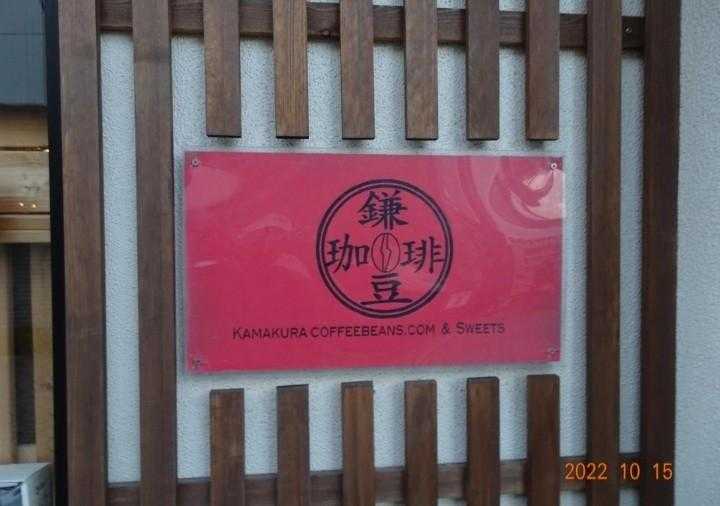 鎌
珈琲
豆
KAMAKURA COFFEEBEANS.COM & SWEETS
2022 10 15